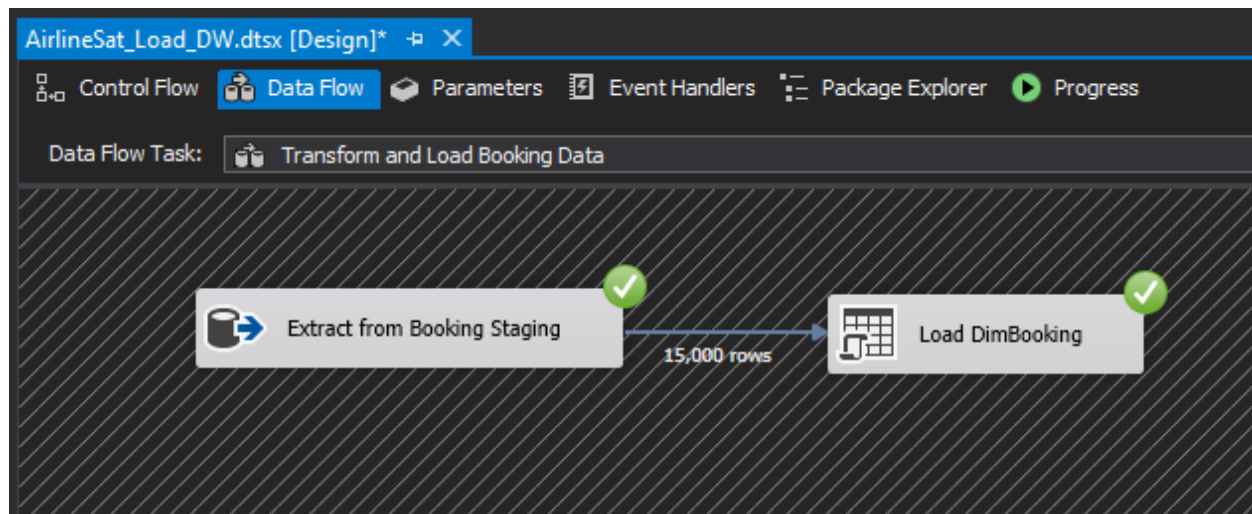 AirlineSat_Load_DW.dtsx [Design]*
Control Flow Data Flow Parameters Event Handlers Package Explorer Progress
Data Flow Task: Transform and Load Booking Data
Extract from Booking Staging
15,000 rows
Load DimBooking